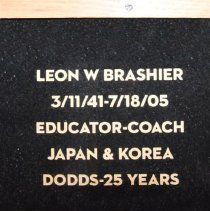 LEON W BRASHIER
3/11/41-7/18/05
EDUCATOR-COACH
JAPAN & KOREA
DODDS-25 YEARS